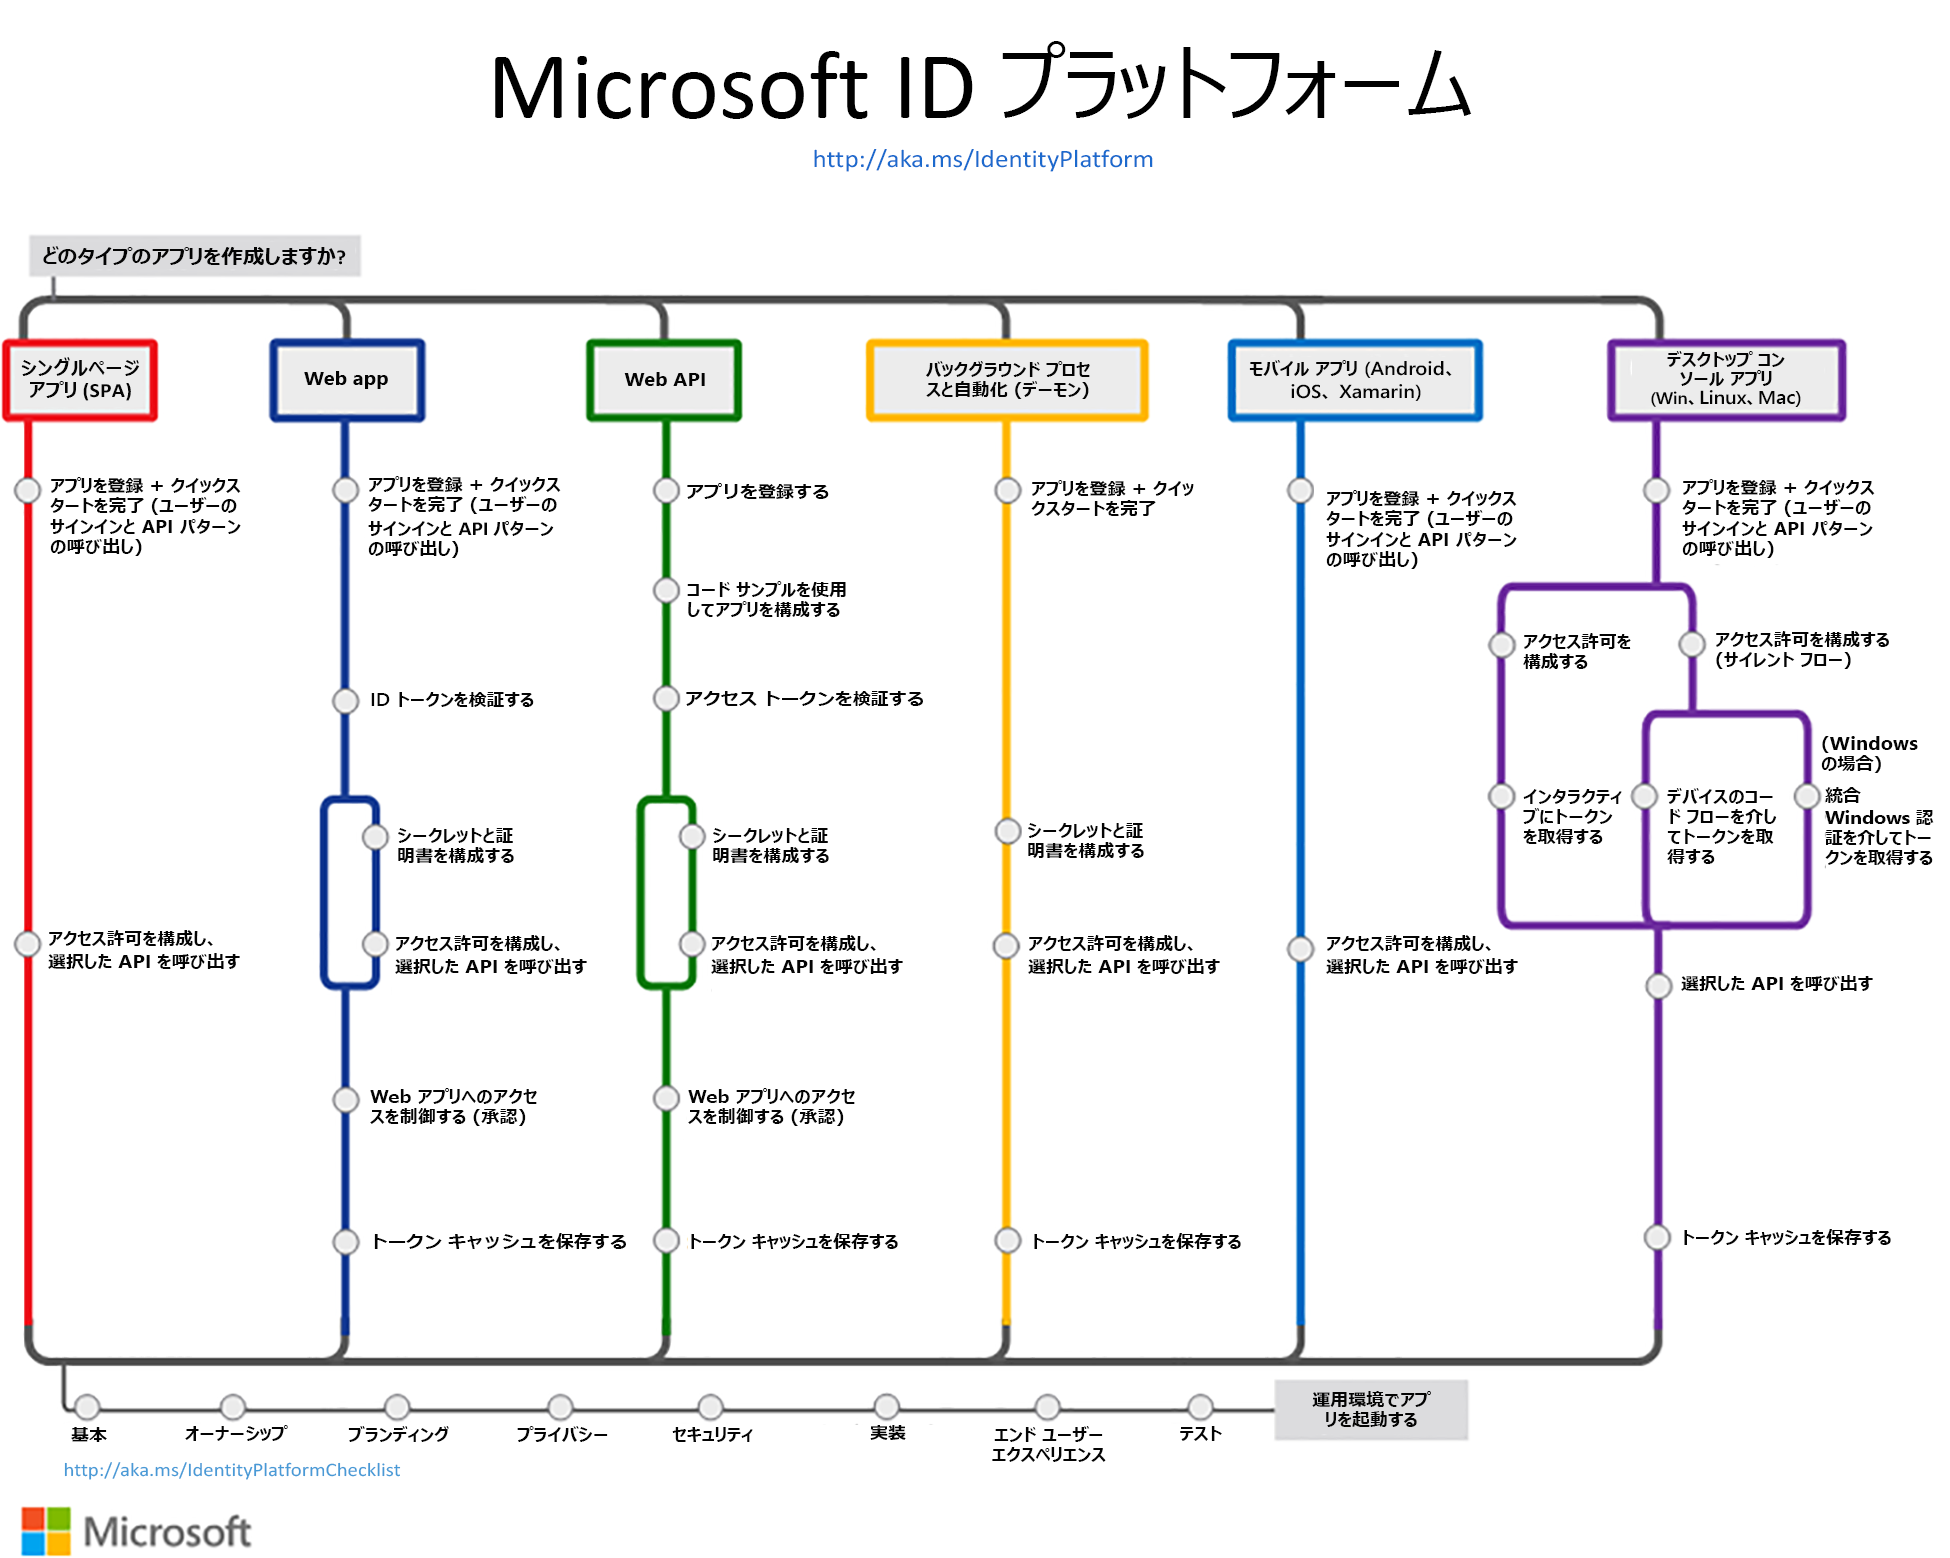 Microsoft ID プラットフォーム
http://aka.ms/IdentityPlatform
どのタイプのアプリを作成しますか?
シングルページ
アプリ (SPA)
Web app
Web API
バックグラウンド プロセ
スと自動化 (デーモン)
モバイル アプリ (Android、
iOS、Xamarin)
デスクトップ コン
ソール アプリ
(Win、Linux、Mac)
アプリを登録 + クイックス
タートを完了 (ユーザーの
サインインと API パターン
の呼び出し)
アクセス許可を構成し、
選択した API を呼び出す
アプリを登録 + クイックス
タートを完了 (ユーザーの
サインインと API パターン
の呼び出し)
ID トークンを検証する
シークレットと証
明書を構成する
アクセス許可を構成し、
選択した API を呼び出す
Web アプリへのアクセ
スを制御する (承認)
トークン キャッシュを保存する
アプリを登録する
コード サンプルを使用
してアプリを構成する
アクセス トークンを検証する
シークレットと証
明書を構成する
アクセス許可を構成し、
選択した API を呼び出す
Web アプリへのアクセ
スを制御する (承認)
トークン キャッシュを保存する
アプリを登録 + クイッ
クスタートを完了
シークレットと証
明書を構成する
アクセス許可を構成し、
選択した API を呼び出す
トークン キャッシュを保存する
アプリを登録 + クイックス
タートを完了 (ユーザーの
サインインと API パターン
の呼び出し)
アクセス許可を構成し、
選択した API を呼び出す
アプリを登録 + クイックス
タートを完了 (ユーザーの
サインインと API パターン
の呼び出し)
アクセス許可を
構成する
アクセス許可を構成する
(サイレント フロー)
インタラクティ
ブにトークン
を取得する
デバイスのコー
ド フローを介し
てトークンを取
得する
(Windows
の場合)
統合
Windows 認
証を介してトー
クンを取得する
選択した API を呼び出す
トークン キャッシュを保存する
基本
オーナーシップ
ブランディング
プライバシー
セキュリティ
実装
エンド ユーザー
エクスペリエンス
テスト
運用環境でアプ
リを起動する
http://aka.ms/IdentityPlatformChecklist
Microsoft